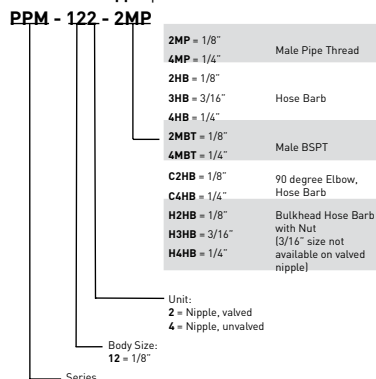 PPM - 122 - 2MP
2MP = 1/8"
4MP = 1/4"
Male Pipe Thread
2HB = 1/8"
3HB = 3/16"
4HB = 1/4"
Hose Barb
2MBT = 1/8"
4MBT = 1/4"
Male BSPT
C2HB = 1/8"
C4HB = 1/4"
90 degree Elbow,
Hose Barb
H2HB = 1/8"
H3HB = 3/16"
H4HB = 1/4"
Bulkhead Hose Barb
with Nut
(3/16" size not
available on valved
nipple)
Unit:
2 = Nipple, valved
4 = Nipple, unvalved
Body Size:
12 = 1/8"
Series